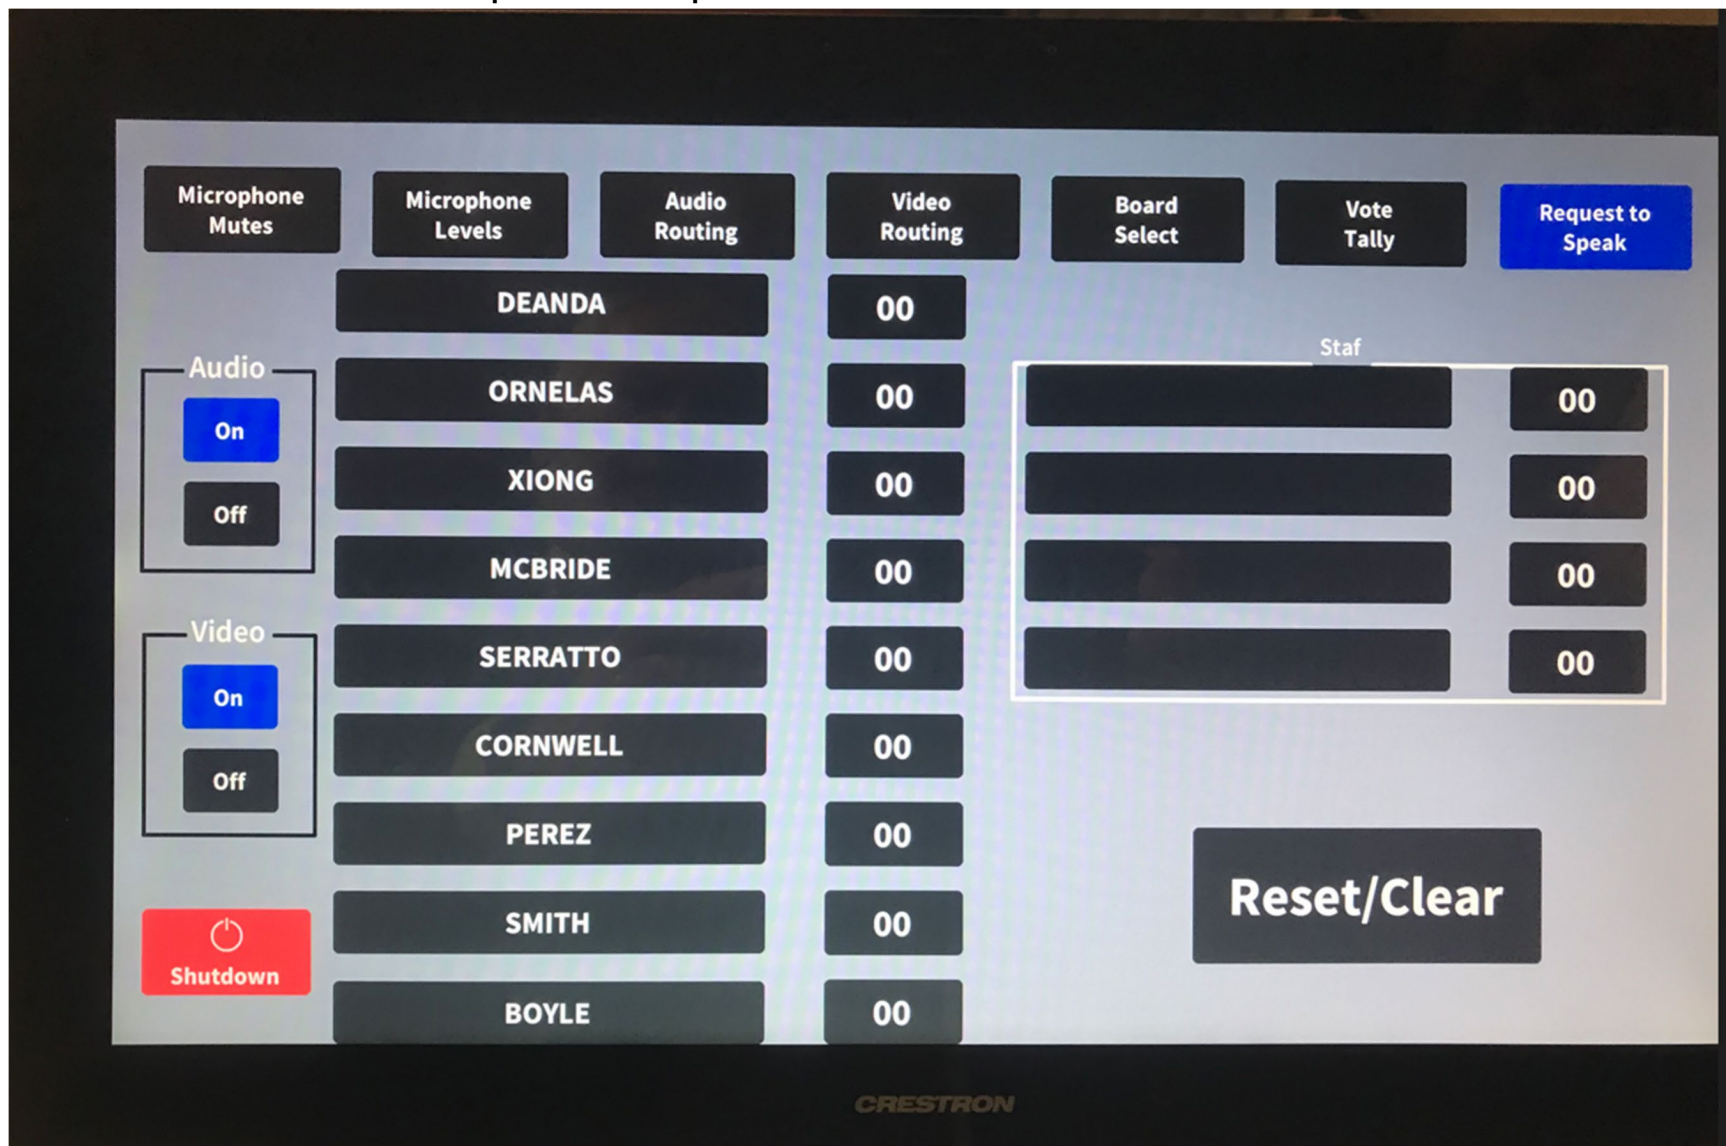 Microphone
Mutes
Microphone
Levels
Audio
Routing
Video
Routing
Board
Select
Vote
Tally
Request to
Speak
DEANDA
00
ORNELAS
00
XIONG
00
MCBRIDE
00
SERRATTO
00
CORNWELL
00
PEREZ
00
SMITH
00
BOYLE
00
Audio
On
Off
Video
On
Off
Shutdown
Staf
00
00
00
00
Reset/Clear
CRESTRON